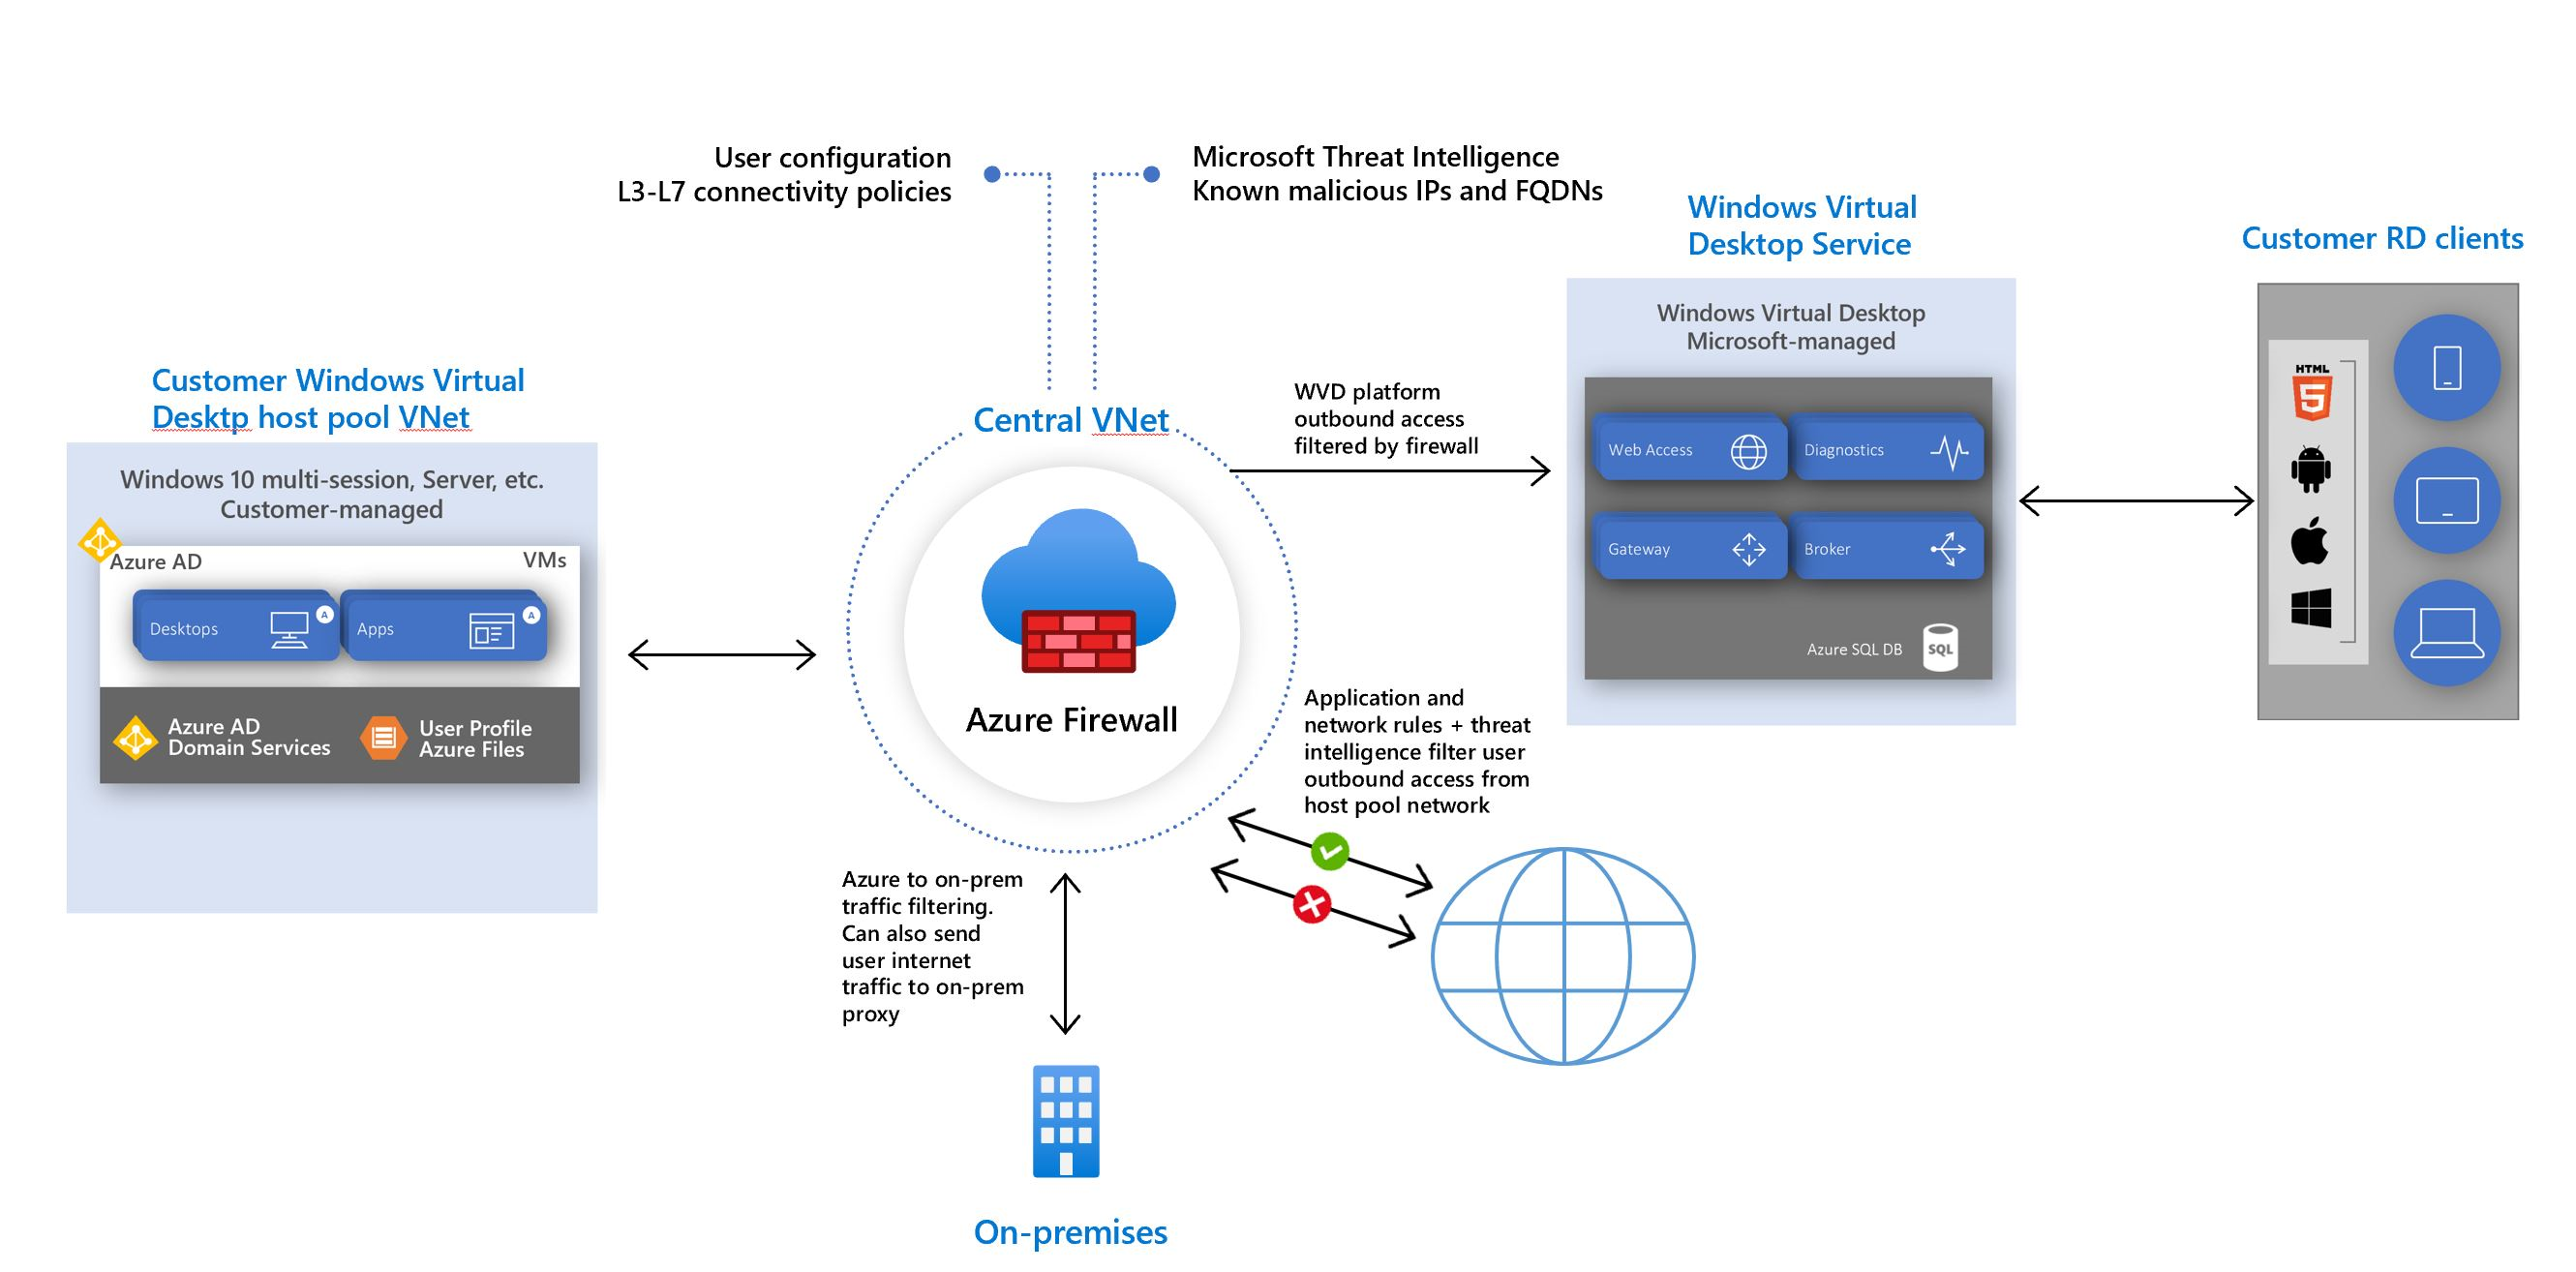 User configuration
L3-L7 connectivity policies
Microsoft Threat Intelligence
Known malicious IPs and FQDNs
Windows Virtual
Desktop Service
Customer RD clients
Windows Virtual Desktop
Microsoft-managed
Web Access
Diagnostics
Gateway
Broker
Azure SQL DB
SQL
HTML
5
Customer Windows Virtual
Desktp host pool VNet
Windows 10 multi-session, Server, etc.
Customer-managed
Azure AD
VMs
Desktops
A
Apps
A
Azure AD
Domain Services
User Profile
Azure Files
Central VNet
Azure Firewall
WVD platform
outbound access
filtered by firewall
Application and
network rules + threat
intelligence filter user
outbound access from
host pool network
Azure to on-prem
traffic filtering.
Can also send
user internet
traffic to on-prem
proxy
On-premises